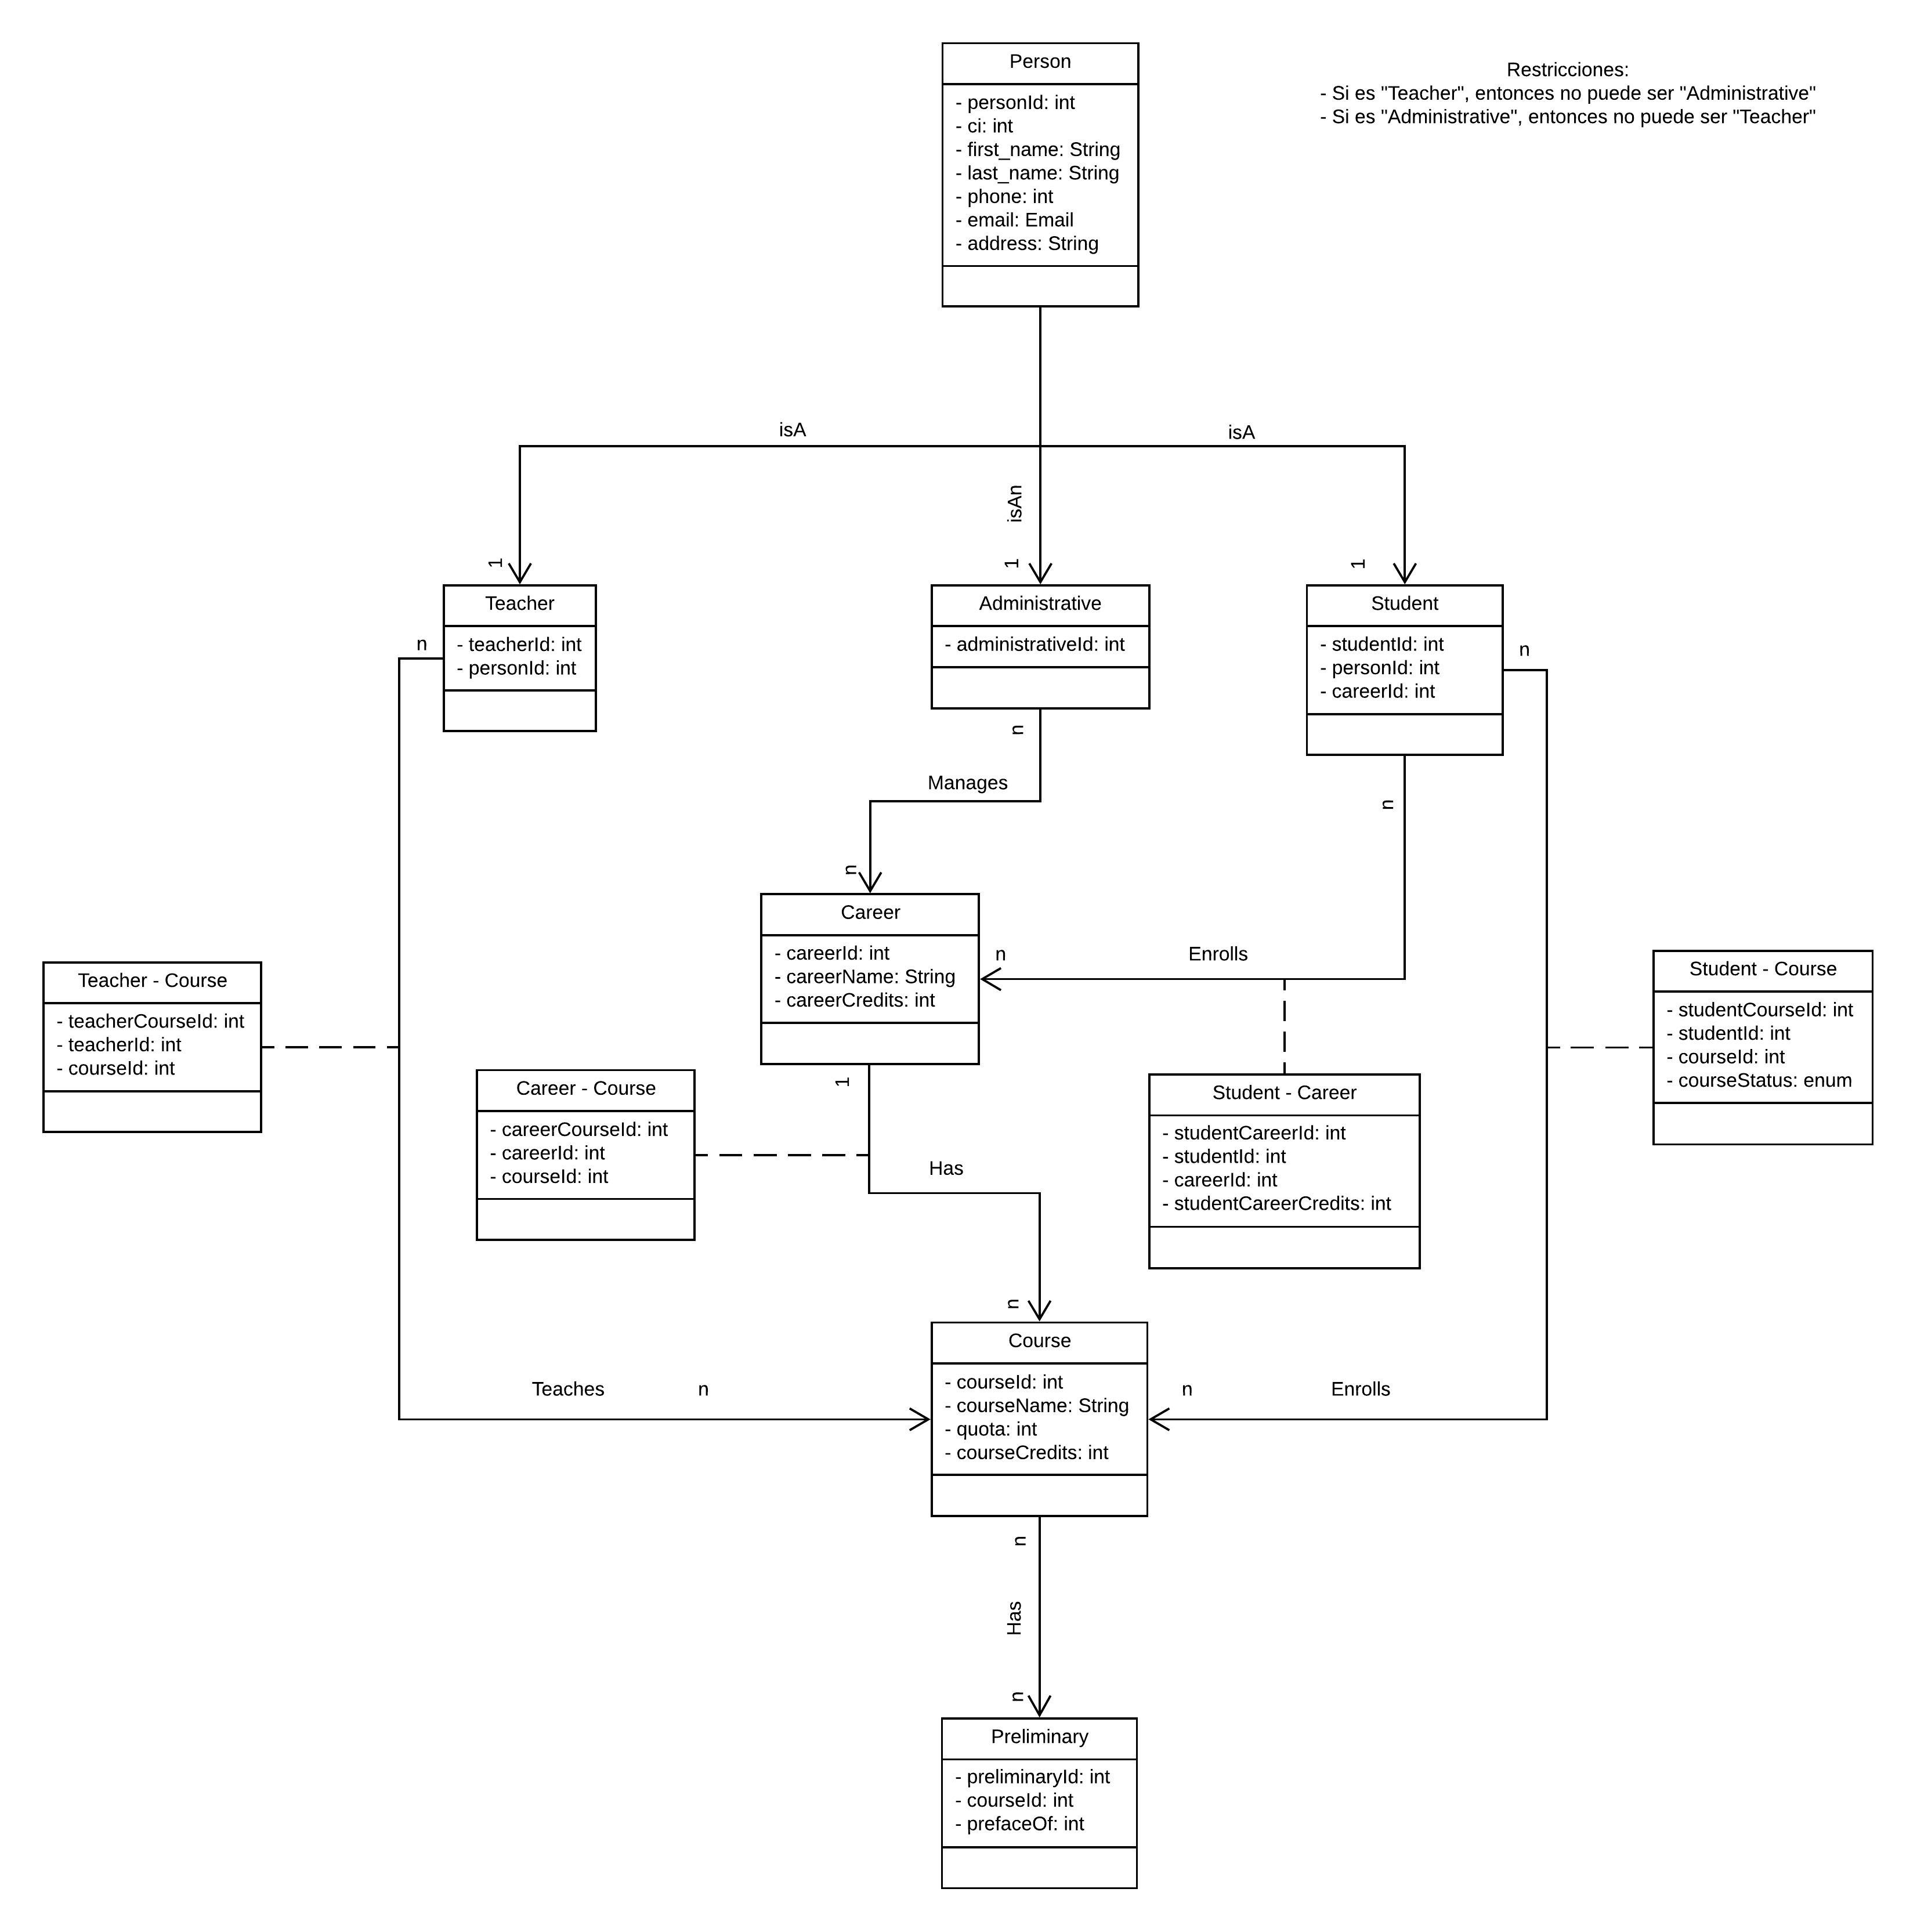 Person
- personId: int
- ci: int
- first_name: String
- last_name: String
- phone: int
- email: Email
- address: String
Restricciones:
- Si es "Teacher", entonces no puede ser "Administrative"
- Si es "Administrative", entonces no puede ser "Teacher"
isA
isA
isAn
1
1
1
Teacher
- teacherId: int
- personId: int
Administrative
- administrativeId: int
Student
- studentId: int
- personId: int
- careerId: int
n
n
n
Manages
n
n
Career
- careerId: int
- careerName: String
- careerCredits: int
n
Enrolls
Teacher - Course
- teacherCourseId: int
- teacherId: int
- courseId: int
Student - Course
- studentCourseId: int
- studentId: int
- courseId: int
- courseStatus: enum
Career - Course
- careerCourseId: int
- careerId: int
- courseId: int
1
Has
Student - Career
- studentCareerId: int
- studentId: int
- careerId: int
- studentCareerCredits: int
n
Course
- courseId: int
- courseName: String
- quota: int
- courseCredits: int
Teaches
n
n
Enrolls
n
Has
n
Preliminary
- preliminaryId: int
- courseId: int
- prefaceOf: int